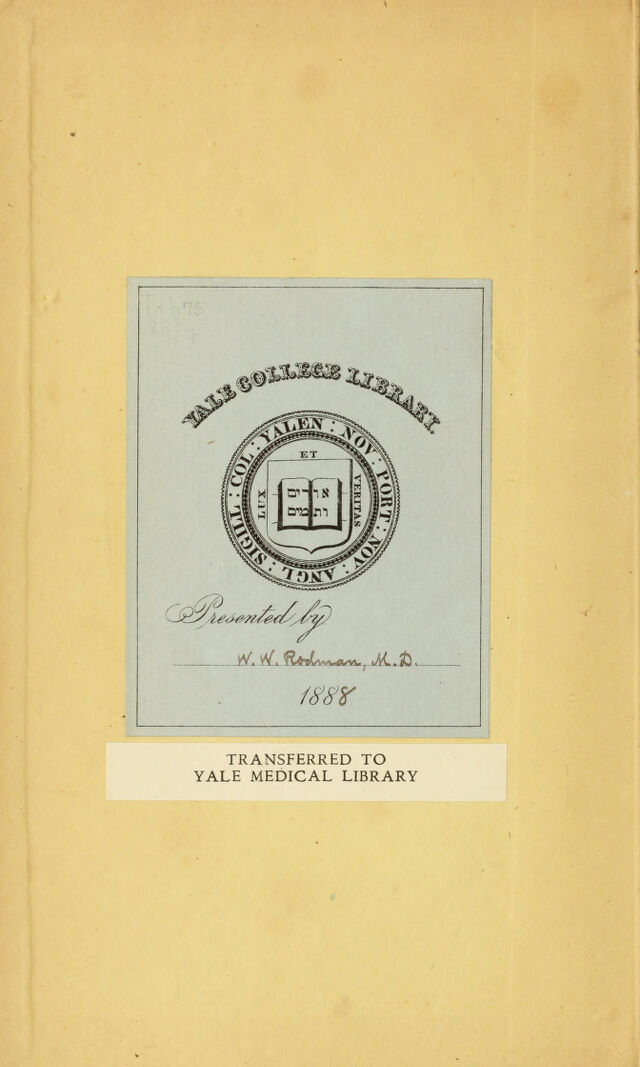 YALE COLLEGE LIBRARY.
SIGILL : COL : YALEN : NOV : PORT : NOV : ANGL :
ET
LUX
VERITAS
אורים
ותמים
Presented by
W. W. Rodman, M. D.
1888
TRANSFERRED TO
YALE MEDICAL LIBRARY